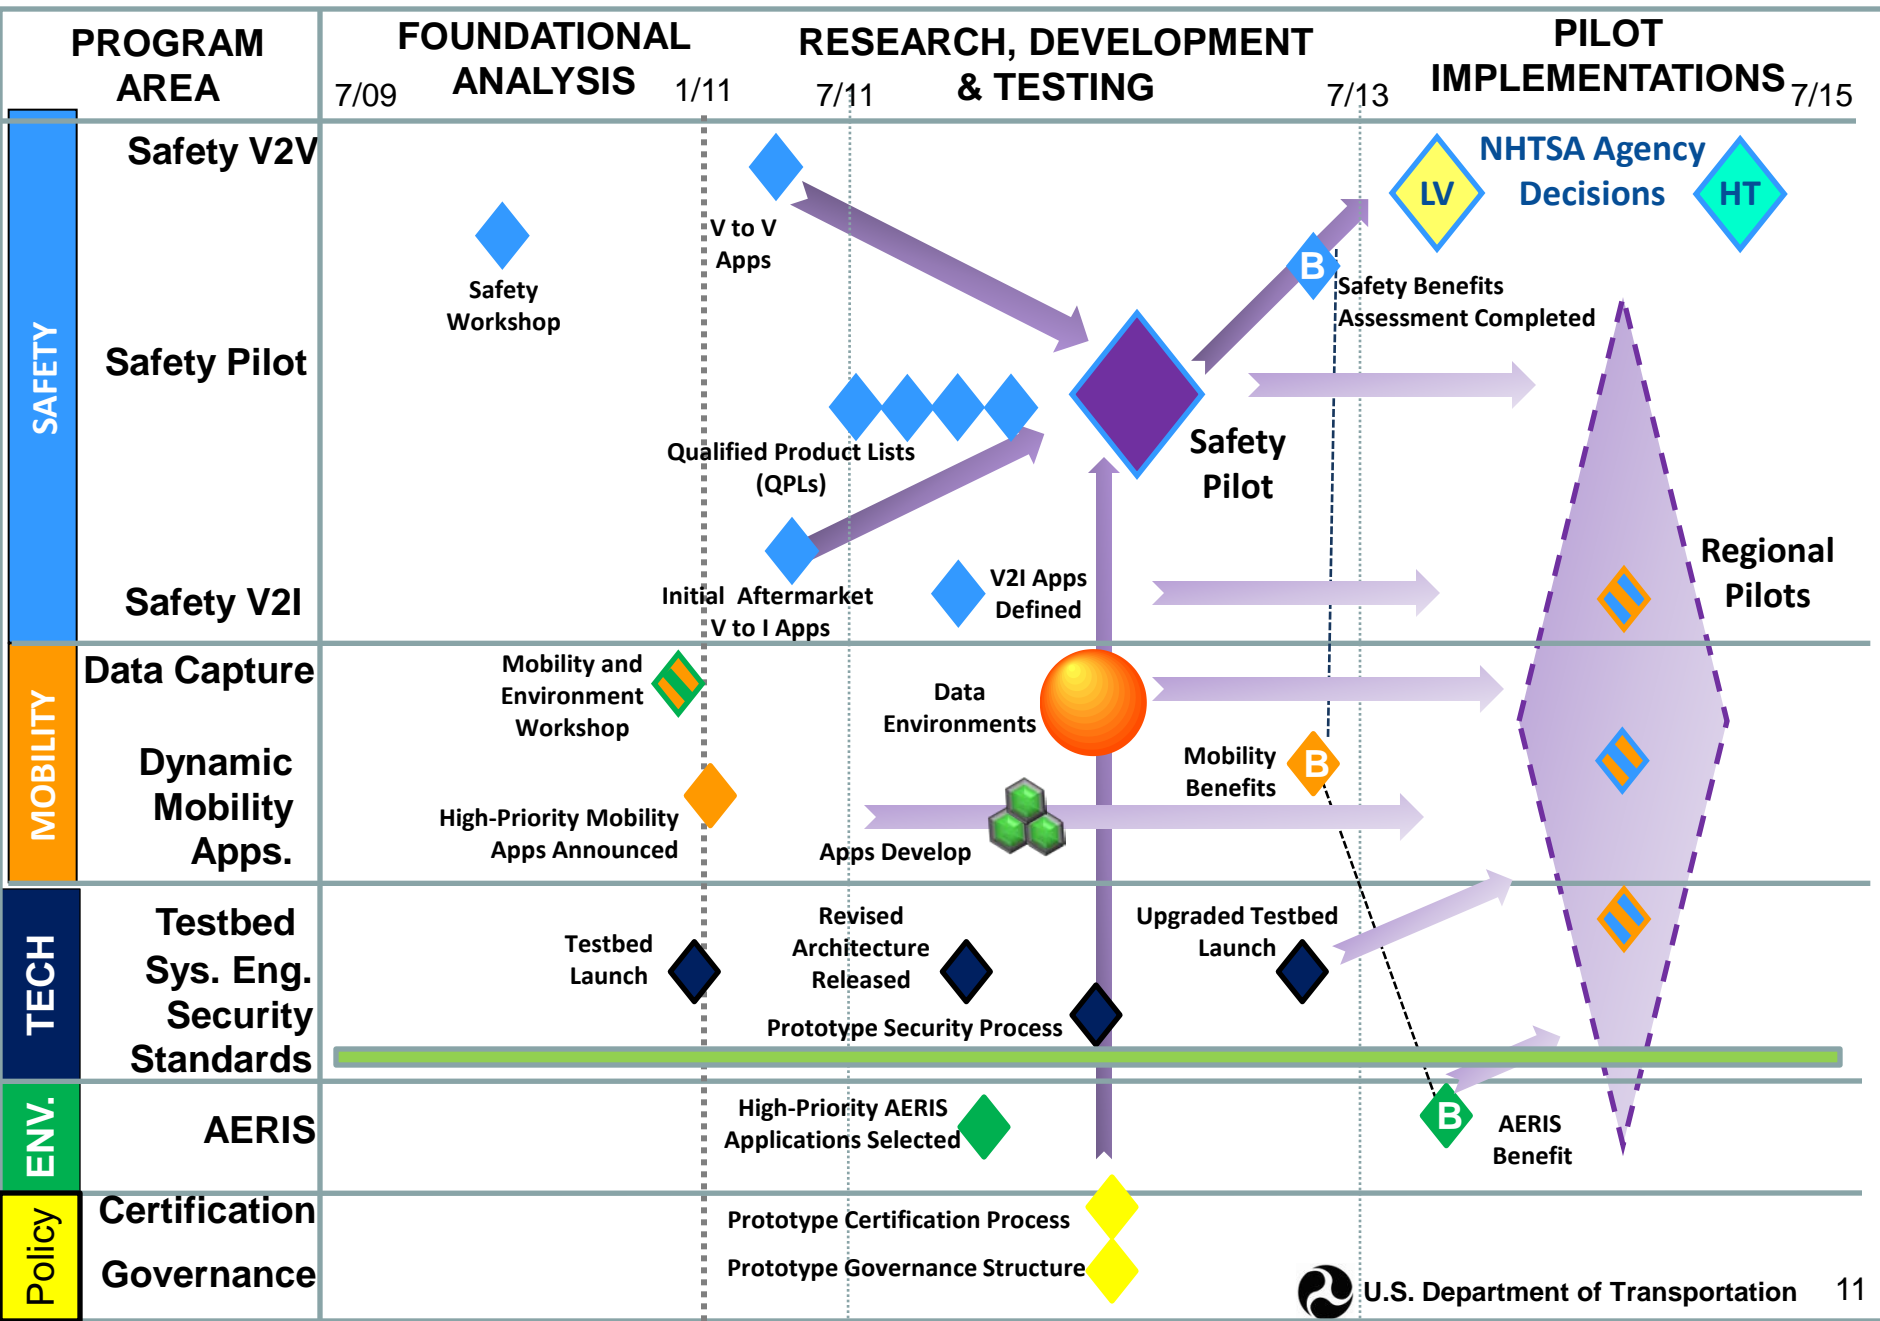 PROGRAM
AREA
FOUNDATIONAL
ANALYSIS
RESEARCH, DEVELOPMENT
& TESTING
PILOT
IMPLEMENTATIONS
7/09
1/11
7/11
7/13
7/15
SAFETY
Safety V2V
Safety Pilot
Safety V2I
Safety
Workshop
V to V
Apps
NHTSA Agency
Decisions
LV
HT
B
Safety Benefits
Assessment Completed
Qualified Product Lists
(QPLs)
Safety
Pilot
Initial Aftermarket
V to I Apps
V2I Apps
Defined
Regional
Pilots
MOBILITY
Data Capture
Dynamic
Mobility
Apps.
Mobility and
Environment
Workshop
Data
Environments
High-Priority Mobility
Apps Announced
Apps Develop
Mobility
Benefits
B
TECH
Testbed
Sys. Eng.
Security
Standards
Testbed
Launch
Revised
Architecture
Released
Prototype Security Process
Upgraded Testbed
Launch
ENV.
AERIS
High-Priority AERIS
Applications Selected
B
AERIS
Benefit
Policy
Certification
Governance
Prototype Certification Process
Prototype Governance Structure
U.S. Department of Transportation
11